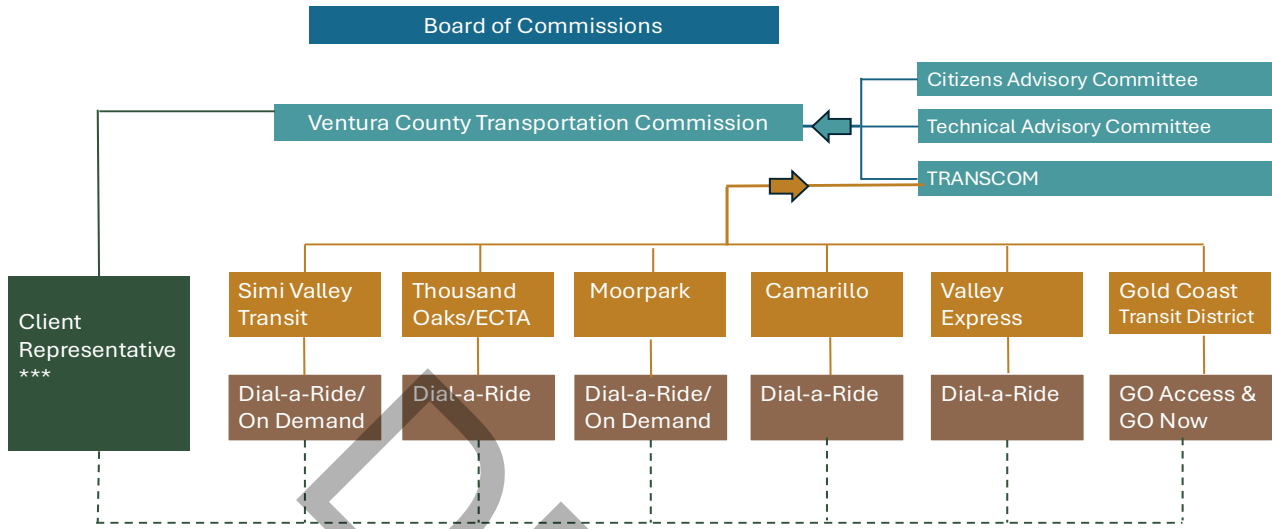 Board of Commissions
Citizens Advisory Committee
Ventura County Transportation Commission
Technical Advisory Committee
TRANSCOM
Client
Representative
***
Simi Valley
Transit
Thousand
Oaks/ECTA
Moorpark
Camarillo
Valley
Express
Gold Coast
Transit District
Dial-a-Ride/
On Demand
Dial-a-Ride
Dial-a-Ride/
On Demand
Dial-a-Ride
Dial-a-Ride
GO Access &
GO Now